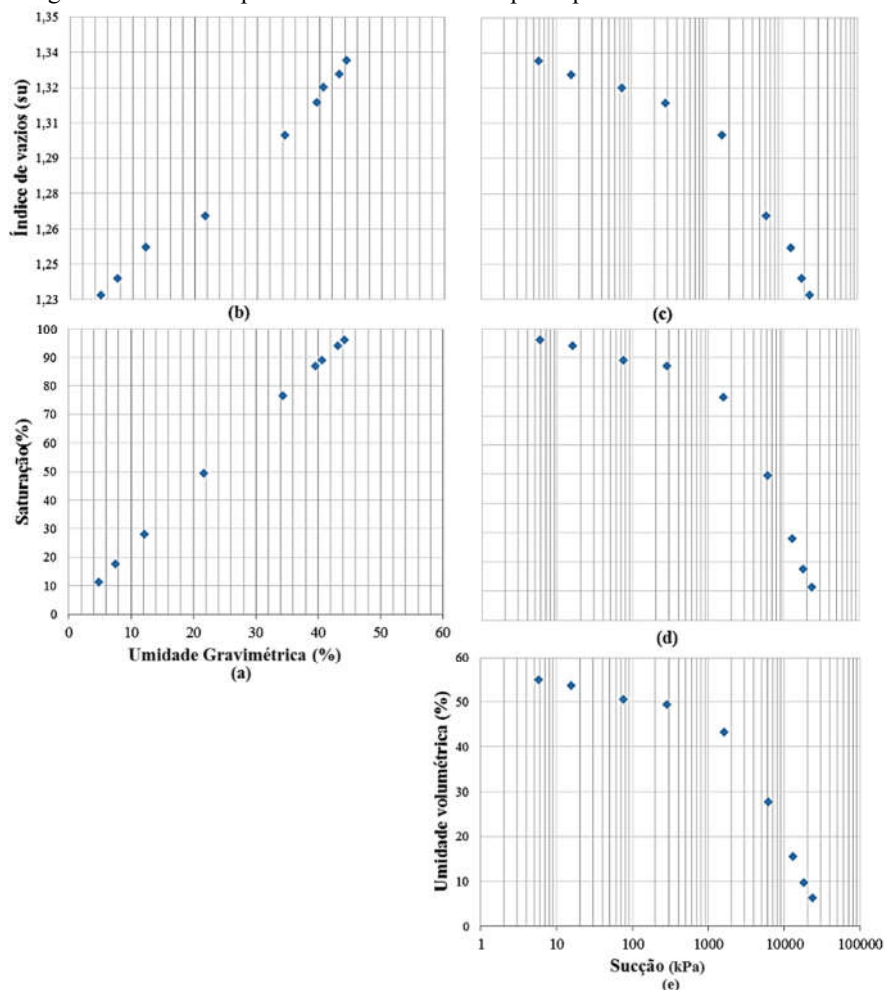 1,35
1,34
1,32
1,31
1,29
1,28
1,26
1,25
1,23
Índice de vazios (su)
(b)
(c)
100
90
80
70
60
50
40
30
20
10
0
Saturação(%)
0 10 20 30 40 50 60
Umidade Gravimétrica (%)
(a)
(d)
60
50
40
30
20
10
0
Umidade volumétrica (%)
1 10 100 1000 10000 100000
Sucção (kPa)
(e)